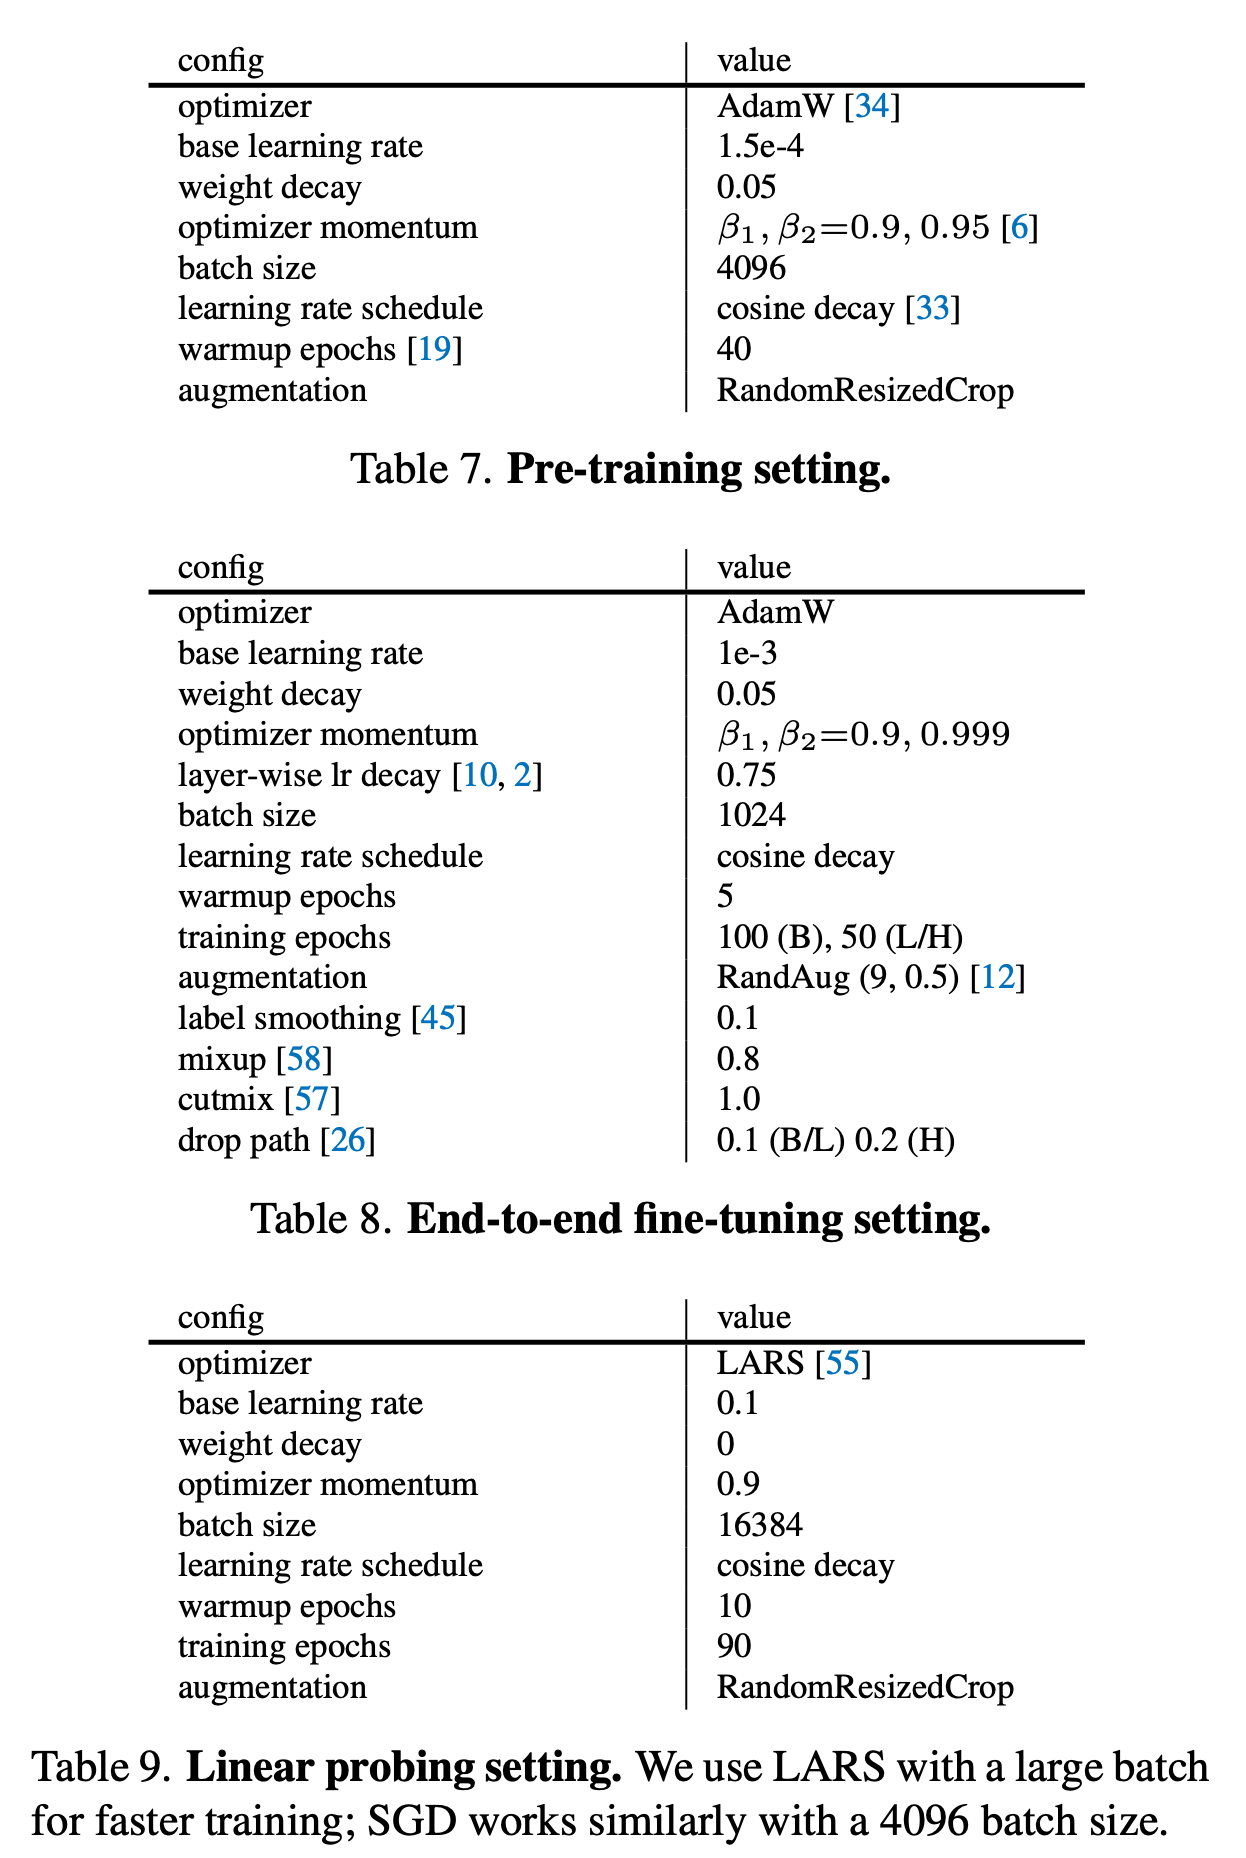 config value
optimizer AdamW [34]
base learning rate 1.5e-4
weight decay 0.05
optimizer momentum β₁, β₂=0.9, 0.95 [6]
batch size 4096
learning rate schedule cosine decay [33]
warmup epochs [19] 40
augmentation RandomResizedCrop
Table 7. Pre-training setting.
config value
optimizer AdamW
base learning rate 1e-3
weight decay 0.05
optimizer momentum β₁, β₂=0.9, 0.999
layer-wise lr decay [10, 2] 0.75
batch size 1024
learning rate schedule cosine decay
warmup epochs 5
training epochs 100 (B), 50 (L/H)
augmentation RandAug (9, 0.5) [12]
label smoothing [45] 0.1
mixup [58] 0.8
cutmix [57] 1.0
drop path [26] 0.1 (B/L) 0.2 (H)
Table 8. End-to-end fine-tuning setting.
config value
optimizer LARS [55]
base learning rate 0.1
weight decay 0
optimizer momentum 0.9
batch size 16384
learning rate schedule cosine decay
warmup epochs 10
training epochs 90
augmentation RandomResizedCrop
Table 9. Linear probing setting. We use LARS with a large batch
for faster training; SGD works similarly with a 4096 batch size.